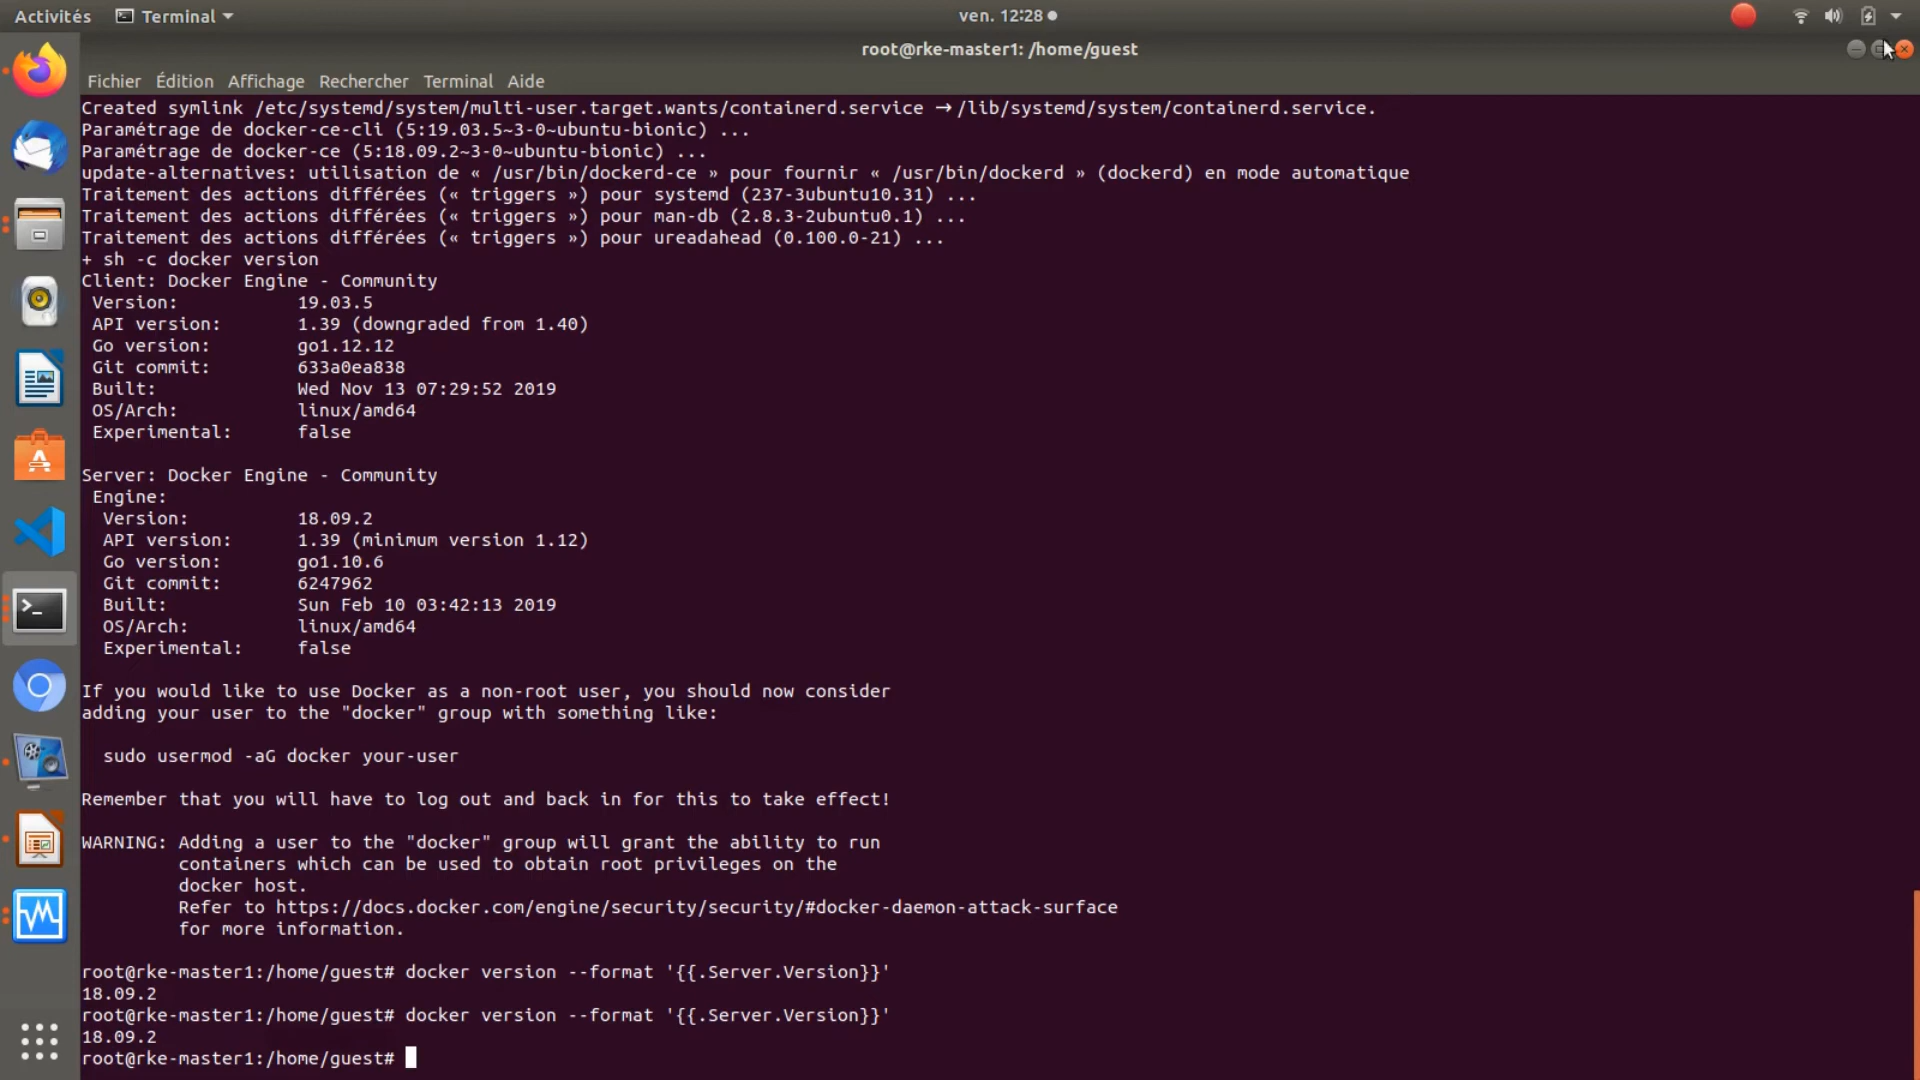 Activités
Terminal
ven. 12:28
root@rke-master1: /home/guest
Fichier Édition Affichage Rechercher Terminal Aide
Created symlink /etc/systemd/system/multi-user.target.wants/containerd.service → /lib/systemd/system/containerd.service.
Paramétrage de docker-ce-cli (5:19.03.5~3-0~ubuntu-bionic) ...
Paramétrage de docker-ce (5:18.09.2~3-0~ubuntu-bionic) ...
update-alternatives: utilisation de « /usr/bin/dockerd-ce » pour fournir « /usr/bin/dockerd » (dockerd) en mode automatique
Traitement des actions différées (« triggers ») pour systemd (237-3ubuntu10.31) ...
Traitement des actions différées (« triggers ») pour man-db (2.8.3-2ubuntu0.1) ...
Traitement des actions différées (« triggers ») pour ureadahead (0.100.0-21) ...
+ sh -c docker version
Client: Docker Engine - Community
Version: 19.03.5
API version: 1.39 (downgraded from 1.40)
Go version: go1.12.12
Git commit: 633a0ea838
Built: Wed Nov 13 07:29:52 2019
OS/Arch: linux/amd64
Experimental: false
Server: Docker Engine - Community
Engine:
Version: 18.09.2
API version: 1.39 (minimum version 1.12)
Go version: go1.10.6
Git commit: 6247962
Built: Sun Feb 10 03:42:13 2019
OS/Arch: linux/amd64
Experimental: false
If you would like to use Docker as a non-root user, you should now consider
adding your user to the "docker" group with something like:
sudo usermod -aG docker your-user
Remember that you will have to log out and back in for this to take effect!
WARNING: Adding a user to the "docker" group will grant the ability to run
containers which can be used to obtain root privileges on the
docker host.
Refer to https://docs.docker.com/engine/security/security/#docker-daemon-attack-surface
for more information.
root@rke-master1:/home/guest# docker version --format '{{.Server.Version}}'
18.09.2
root@rke-master1:/home/guest# docker version --format '{{.Server.Version}}'
18.09.2
root@rke-master1:/home/guest#